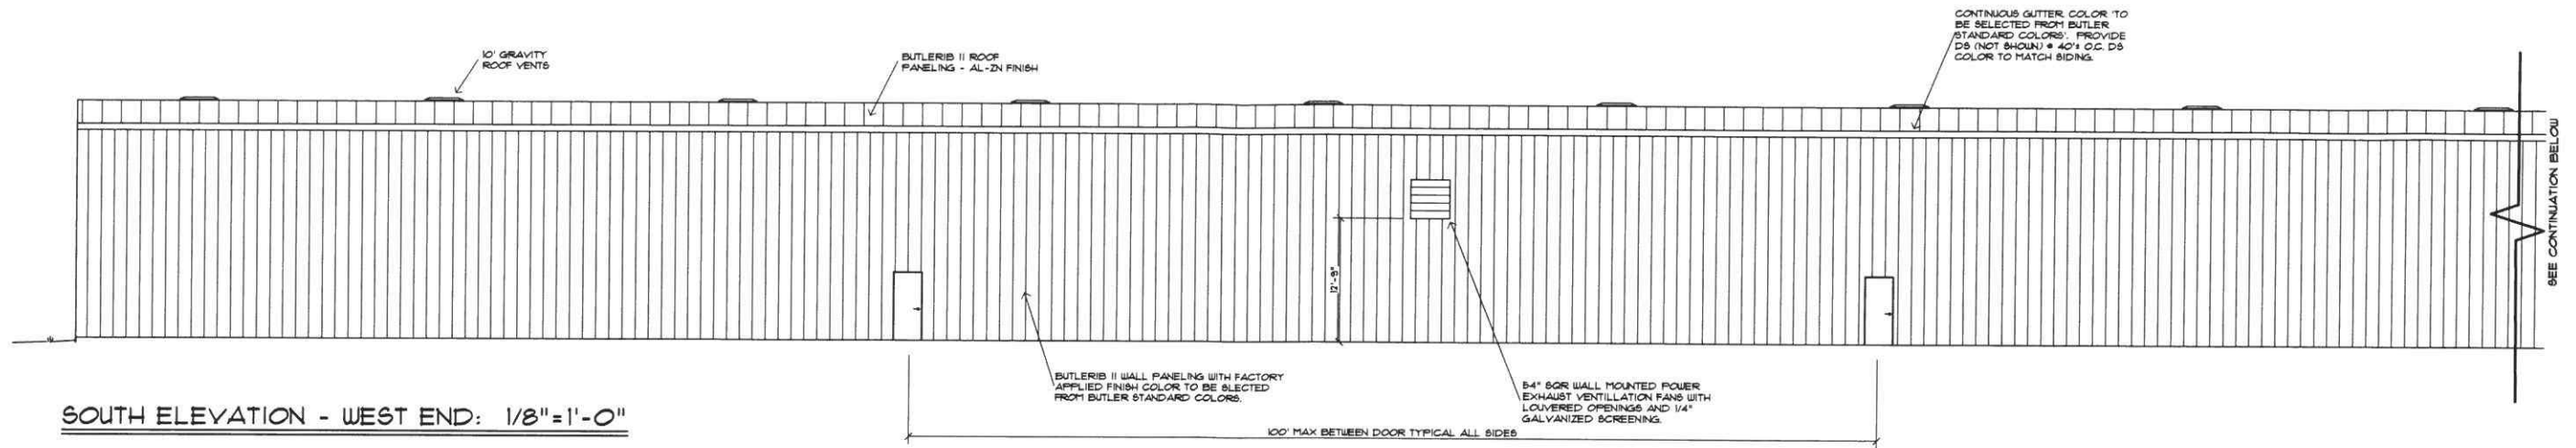 10' GRAVITY
ROOF VENTS
BUTLERIB II ROOF
PANELING - AL-ZN FINISH
CONTINUOUS GUTTER COLOR 'TO
BE SELECTED FROM BUTLER
STANDARD COLORS'. PROVIDE
DS (NOT SHOWN) @ 40'± O.C. DS
COLOR TO MATCH SIDING.
SEE CONTINUATION BELOW
12'-9"
BUTLERIB II WALL PANELING WITH FACTORY
APPLIED FINISH COLOR TO BE SLECTED
FROM BUTLER STANDARD COLORS.
54" SQR WALL MOUNTED POWER
EXHAUST VENTILLATION FANS WITH
LOUVERED OPENINGS AND 1/4"
GALVANIZED SCREENING.
SOUTH ELEVATION - WEST END: 1/8"=1'-0"
100' MAX BETWEEN DOOR TYPICAL ALL SIDES